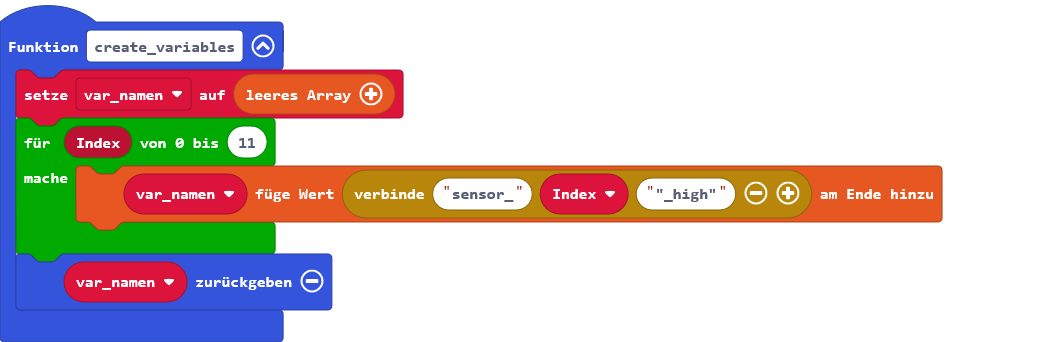 Funktion create_variables
setze var_namen auf leeres Array
für Index von 0 bis 11
mache var_namen füge Wert verbinde "sensor_" Index ""_high"" am Ende hinzu
var_namen zurückgeben